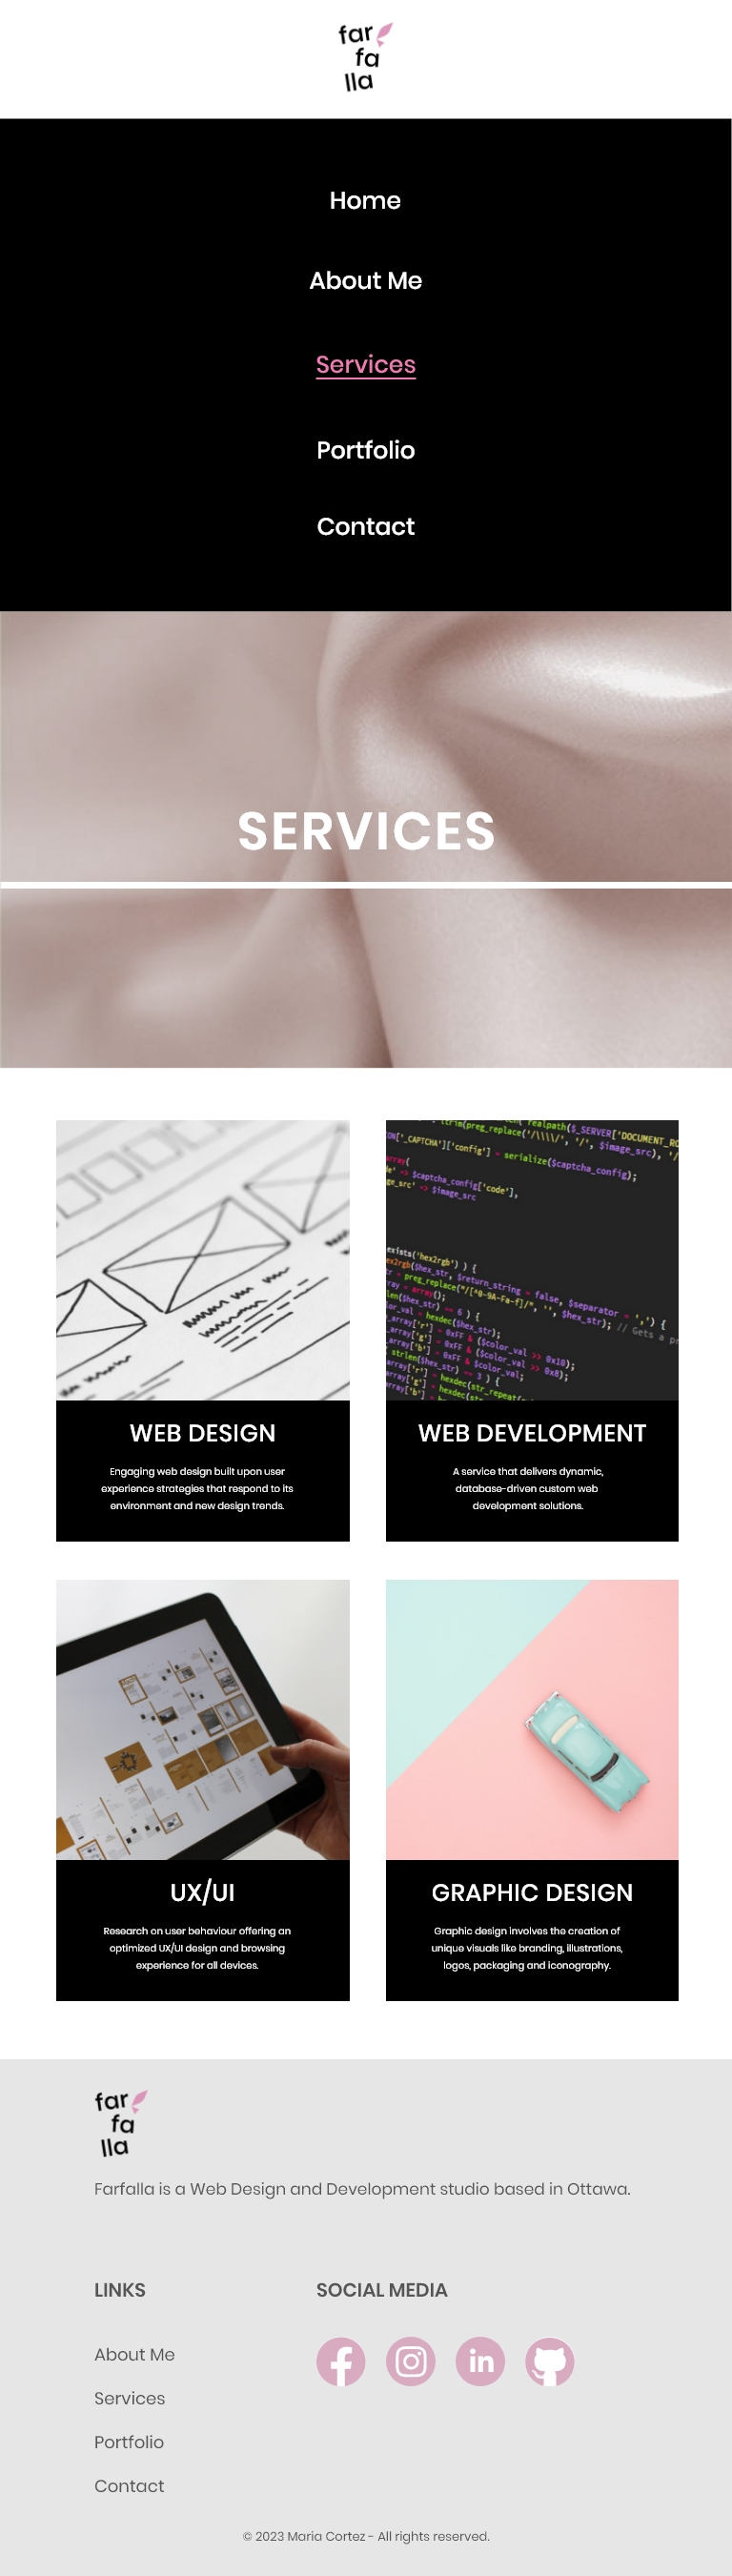 far
fa
lla
Home
About Me
Services
Portfolio
Contact
SERVICES
WEB DESIGN
Engaging web design built upon user
experience strategies that respond to its
environment and new design trends.
WEB DEVELOPMENT
A service that delivers dynamic,
database-driven custom web
development solutions.
UX/UI
Research on user behaviour offering an
optimized UX/UI design and browsing
experience for all devices.
GRAPHIC DESIGN
Graphic design involves the creation of
unique visuals like branding, illustrations,
logos, packaging and iconography.
far
fa
lla
Farfalla is a Web Design and Development studio based in Ottawa.
LINKS
About Me
Services
Portfolio
Contact
SOCIAL MEDIA
in
© 2023 Maria Cortez - All rights reserved.